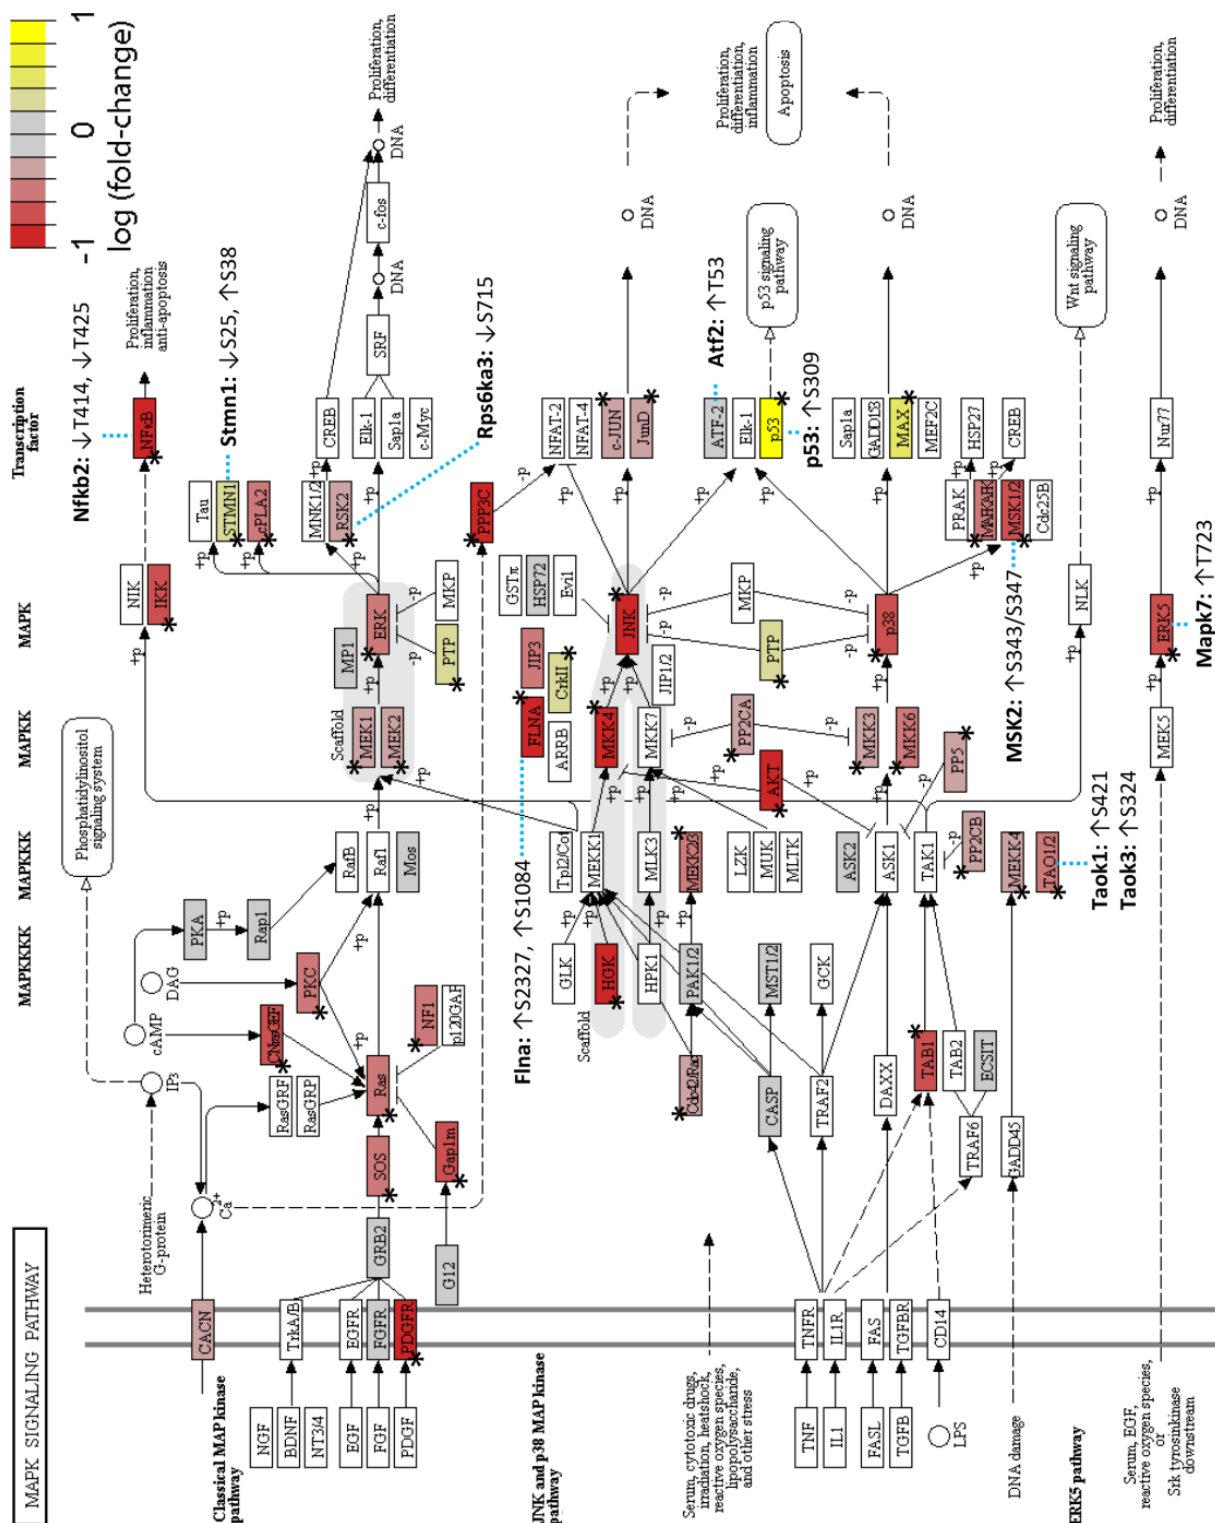 MAPK SIGNALING PATHWAY
-1 0 1
log (fold-change)
MAPKKKK
MAPKKK
MAPKK
MAPK
Transcription
factor
Classical MAP kinase
pathway
Heterotrimeric
G-protein
IP3
cAMP
DAG
Phosphatidylinositol
signaling system
Ca2+
CACN
NGF
BDNF
NT3/4
EGF
FGF
PDGF
TrkA/B
EGFR
FGFR
PDGFR
GRB2
G12
SOS
Gap1m
RasGRF
RasGRP
CNrasGEF
Ras
NF1
p120GAP
PKC
PKA
Rap1
+p
+p
+p
RafB
Raf1
Mos
+p
Scaffold
MEK1
MEK2
MP1
+p
ERK
PTP
MKP
-p
+p
NIK
IKK
+p
+p
+p
Tau
STMN1
cPLA2
MNK1/2
RSK2
+p
CREB
Elk-1
Sap1a
c-Myc
SRF
DNA
c-fos
DNA
Proliferation,
differentiation
NFκB
Proliferation,
inflammation
anti-apoptosis
Nfkb2: ↓T414, ↓T425
Stmn1: ↓S25, ↑S38
Rps6ka3: ↓S715
JNK and p38 MAP kinase
pathway
Serum, cytotoxic drugs,
irradiation, heatshock,
reactive oxygen species,
lipopolysaccharide,
and other stress
TNF
IL1
FASL
TGFB
LPS
DNA damage
TNFR
IL1R
FAS
TGFBR
CD14
Scaffold
Cdc42/Rac
CASP
TRAF2
DAXX
TAB1
TAB2
ECSIT
TRAF6
GADD45
GLK
HGK
HPK1
PAK1/2
MST1/2
GCK
+p
+p
+p
Tpl2/Cot
MEKK1
MLK3
MEKK2/3
LZK
MUK
MLTK
ASK2
ASK1
TAK1
-p
PP2CB
MEKK4
TAO1/2
Flna: ↑S2327, ↑S1084
FLNA
JIP3
ARRB
CrkII
MKK4
MKK7
JIP1/2
+p
+p
+p
+p
+p
-p
PP2CA
AKT
MKK3
MKK6
PP5
+p
GSTπ
HSP72
Evi1
JNK
-p
-p
PTP
MKP
-p
-p
p38
+p
NLK
PPP3C
-p
+p
+p
+p
+p
+p
NFAT-2
NFAT-4
c-JUN
JunD
ATF-2
Elk-1
p53
Sap1a
GADD153
MAX
MEF2C
PRAK
MAPKAPK
MSK1/2
Cdc25B
+p
+p
HSP27
CREB
Atf2: ↑T53
p53: ↑S309
p53 signaling
pathway
DNA
DNA
Proliferation,
differentiation,
inflammation
Apoptosis
Wnt signaling
pathway
MSK2: ↑S343/S347
Taok1: ↑S421
Taok3: ↑S324
ERK5 pathway
Serum, EGF,
reactive oxygen species,
or
Srk tyrosinkinase
downstream
MEK5
+p
ERK5
+p
Nur77
DNA
Proliferation,
differentiation
Mapk7: ↑T723